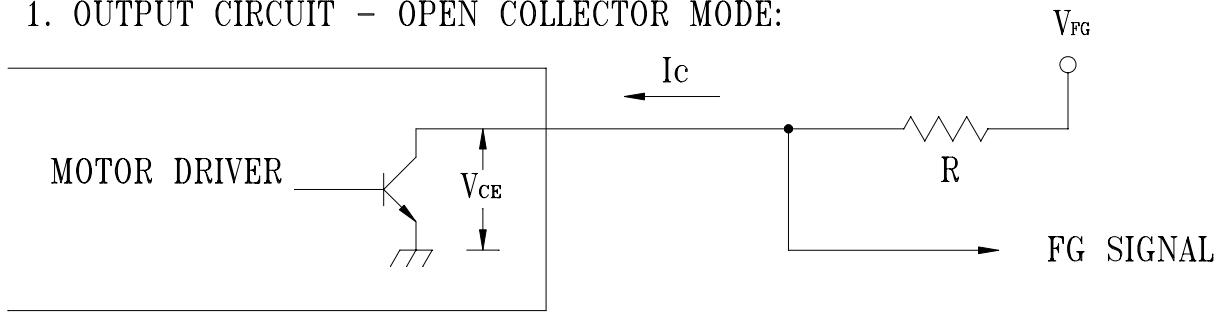 1. OUTPUT CIRCUIT - OPEN COLLECTOR MODE:
VFG
Ic
MOTOR DRIVER
VCE
R
FG SIGNAL